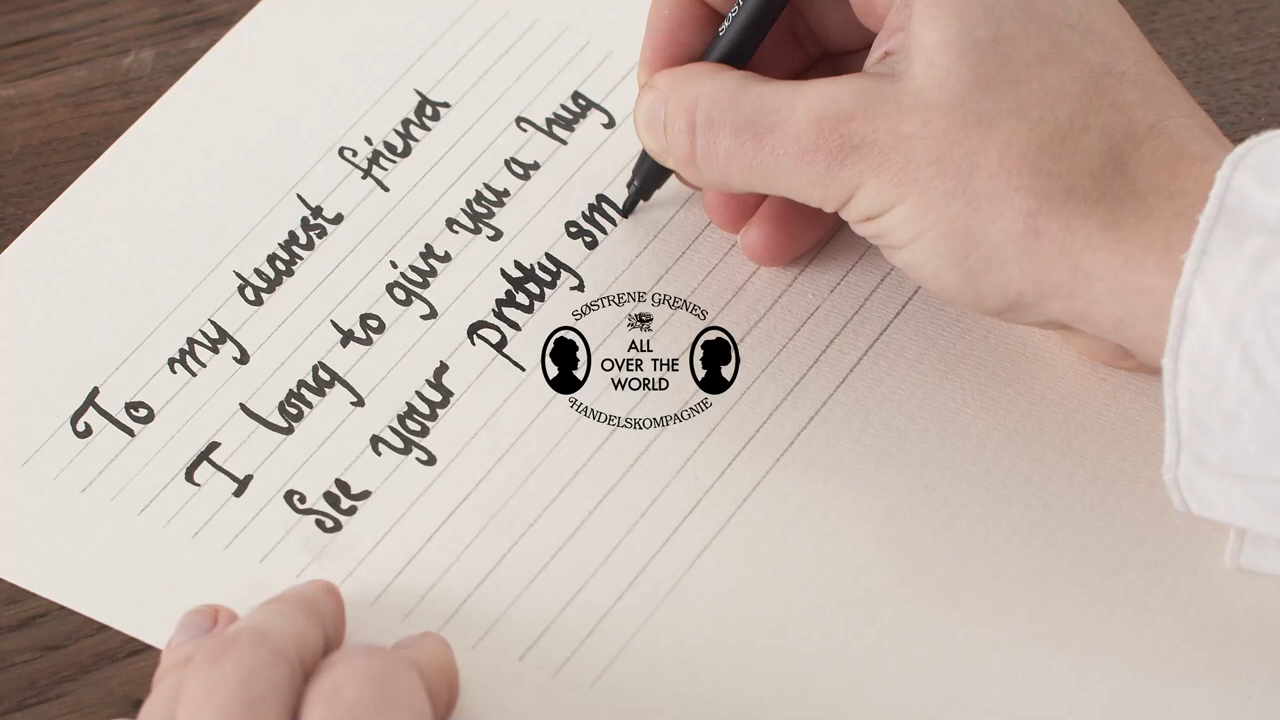 To my dearest friend
I long to give you a hug
See your pretty sm
SØST
SØSTRENE GRENES
ALL
OVER THE
WORLD
HANDELSKOMPAGNIE